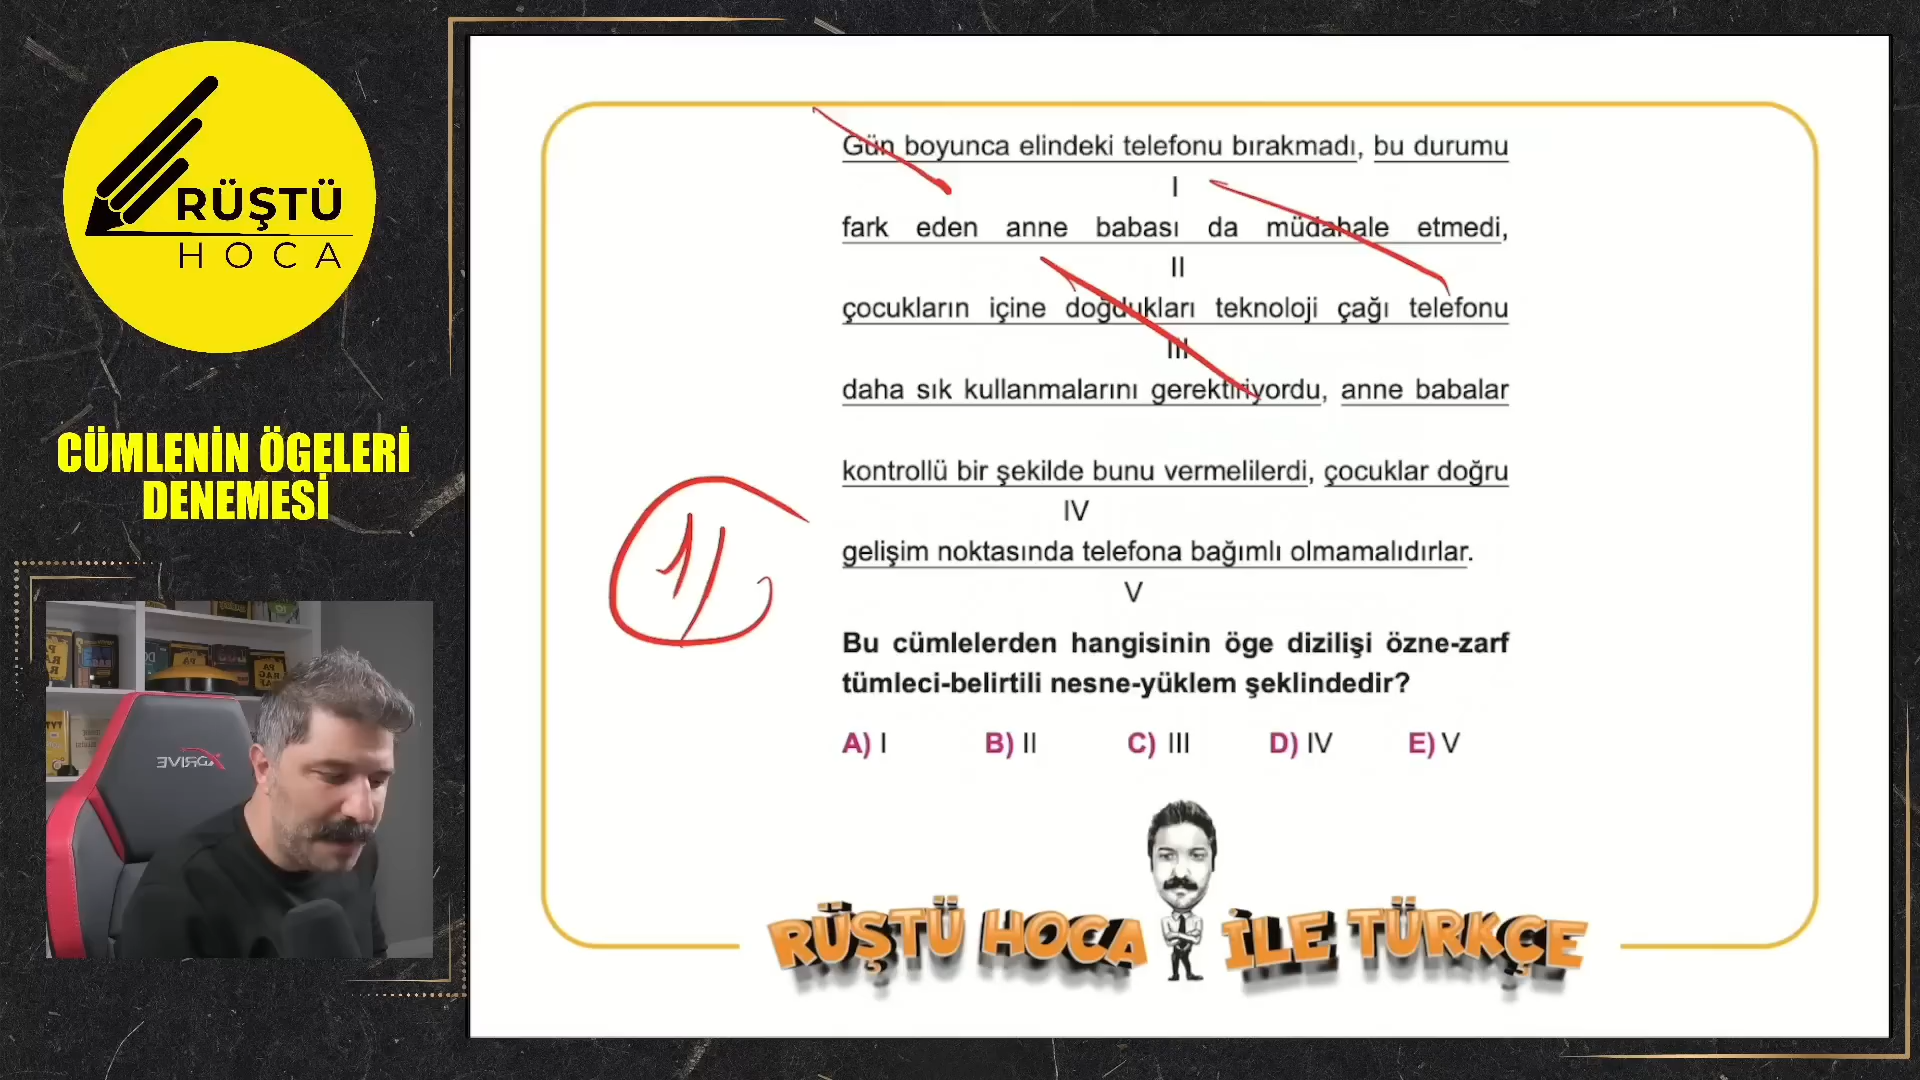 RÜŞTÜ
HOCA
CÜMLENİN ÖGELERİ
DENEMESİ
Gün boyunca elindeki telefonu bırakmadı, bu durumu
I
fark eden anne babası da müdahale etmedi,
II
çocukların içine doğdukları teknoloji çağı telefonu
III
daha sık kullanmalarını gerektiriyordu, anne babalar
kontrollü bir şekilde bunu vermelilerdi, çocuklar doğru
IV
gelişim noktasında telefona bağımlı olmamalıdırlar.
V
1)
Bu cümlelerden hangisinin öge dizilişi özne-zarf
tümleci-belirtili nesne-yüklem şeklindedir?
A) I B) II C) III D) IV E) V
RÜŞTÜ HOCA İLE TÜRKÇE